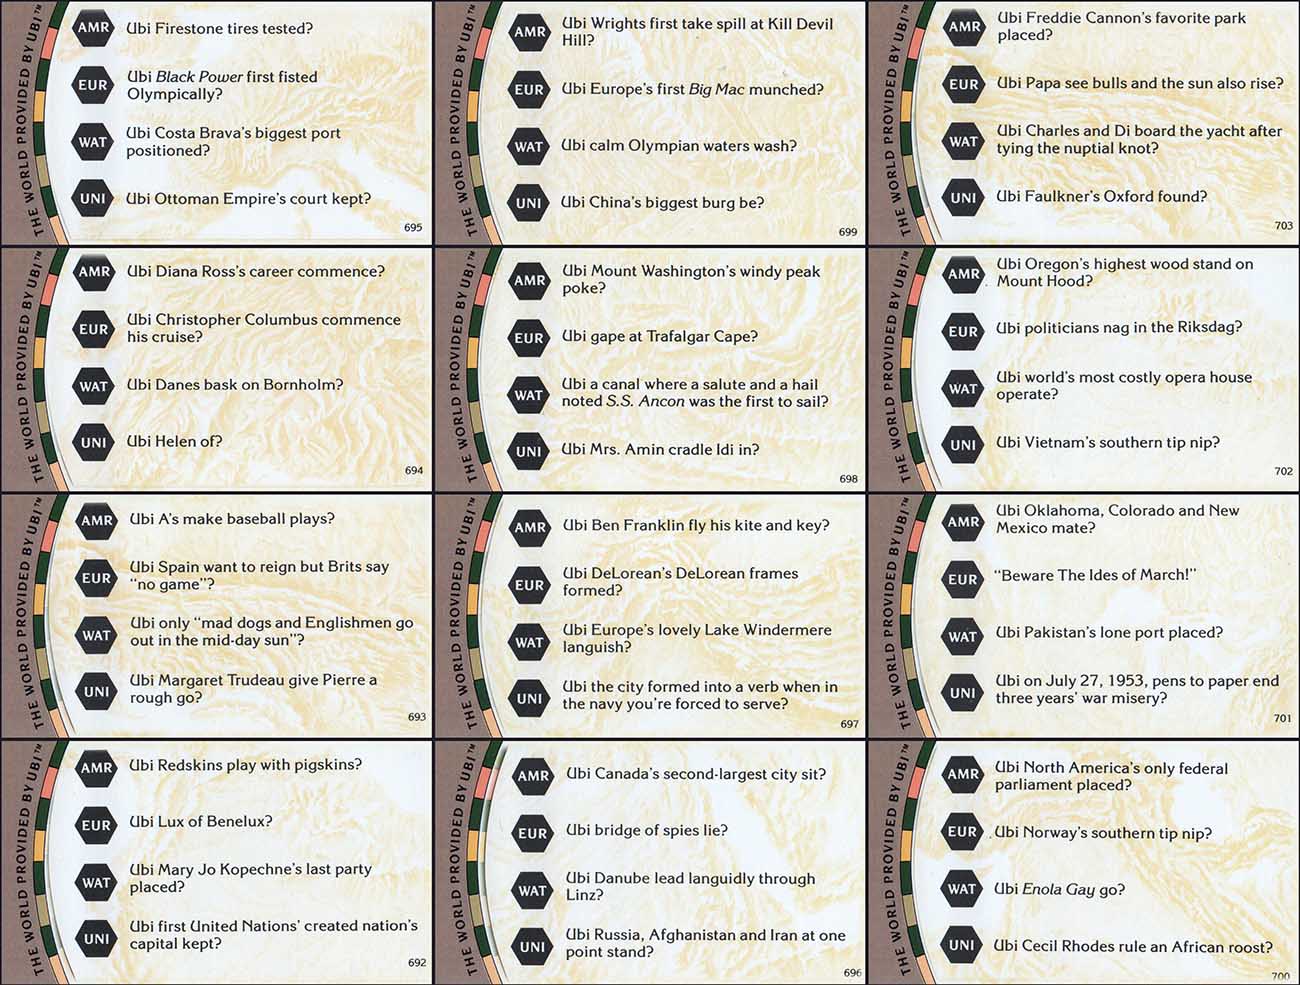 THE WORLD PROVIDED BY UBI™
AMR
Ubi Firestone tires tested?
EUR
Ubi Black Power first fisted
Olympically?
WAT
Ubi Costa Brava's biggest port
positioned?
UNI
Ubi Ottoman Empire's court kept?
695
THE WORLD PROVIDED BY UBI™
AMR
Ubi Wrights first take spill at Kill Devil
Hill?
EUR
Ubi Europe's first Big Mac munched?
WAT
Ubi calm Olympian waters wash?
UNI
Ubi China's biggest burg be?
699
THE WORLD PROVIDED BY UBI™
AMR
Ubi Freddie Cannon's favorite park
placed?
EUR
Ubi Papa see bulls and the sun also rise?
WAT
Ubi Charles and Di board the yacht after
tying the nuptial knot?
UNI
Ubi Faulkner's Oxford found?
703
THE WORLD PROVIDED BY UBI™
AMR
Ubi Diana Ross's career commence?
EUR
Ubi Christopher Columbus commence
his cruise?
WAT
Ubi Danes bask on Bornholm?
UNI
Ubi Helen of?
694
THE WORLD PROVIDED BY UBI™
AMR
Ubi Mount Washington's windy peak
poke?
EUR
Ubi gape at Trafalgar Cape?
WAT
Ubi a canal where a salute and a hail
noted S.S. Ancon was the first to sail?
UNI
Ubi Mrs. Amin cradle Idi in?
698
THE WORLD PROVIDED BY UBI™
AMR
Ubi Oregon's highest wood stand on
Mount Hood?
EUR
Ubi politicians nag in the Riksdag?
WAT
Ubi world's most costly opera house
operate?
UNI
Ubi Vietnam's southern tip nip?
702
THE WORLD PROVIDED BY UBI™
AMR
Ubi A's make baseball plays?
EUR
Ubi Spain want to reign but Brits say
"no game"?
WAT
Ubi only "mad dogs and Englishmen go
out in the mid-day sun"?
UNI
Ubi Margaret Trudeau give Pierre a
rough go?
693
THE WORLD PROVIDED BY UBI™
AMR
Ubi Ben Franklin fly his kite and key?
EUR
Ubi DeLorean's DeLorean frames
formed?
WAT
Ubi Europe's lovely Lake Windermere
languish?
UNI
Ubi the city formed into a verb when in
the navy you're forced to serve?
697
THE WORLD PROVIDED BY UBI™
AMR
Ubi Oklahoma, Colorado and New
Mexico mate?
EUR
"Beware The Ides of March!"
WAT
Ubi Pakistan's lone port placed?
UNI
Ubi on July 27, 1953, pens to paper end
three years' war misery?
701
THE WORLD PROVIDED BY UBI™
AMR
Ubi Redskins play with pigskins?
EUR
Ubi Lux of Benelux?
WAT
Ubi Mary Jo Kopechne's last party
placed?
UNI
Ubi first United Nations' created nation's
capital kept?
692
THE WORLD PROVIDED BY UBI™
AMR
Ubi Canada's second-largest city sit?
EUR
Ubi bridge of spies lie?
WAT
Ubi Danube lead languidly through
Linz?
UNI
Ubi Russia, Afghanistan and Iran at one
point stand?
696
THE WORLD PROVIDED BY UBI™
AMR
Ubi North America's only federal
parliament placed?
EUR
Ubi Norway's southern tip nip?
WAT
Ubi Enola Gay go?
UNI
Ubi Cecil Rhodes rule an African roost?
700